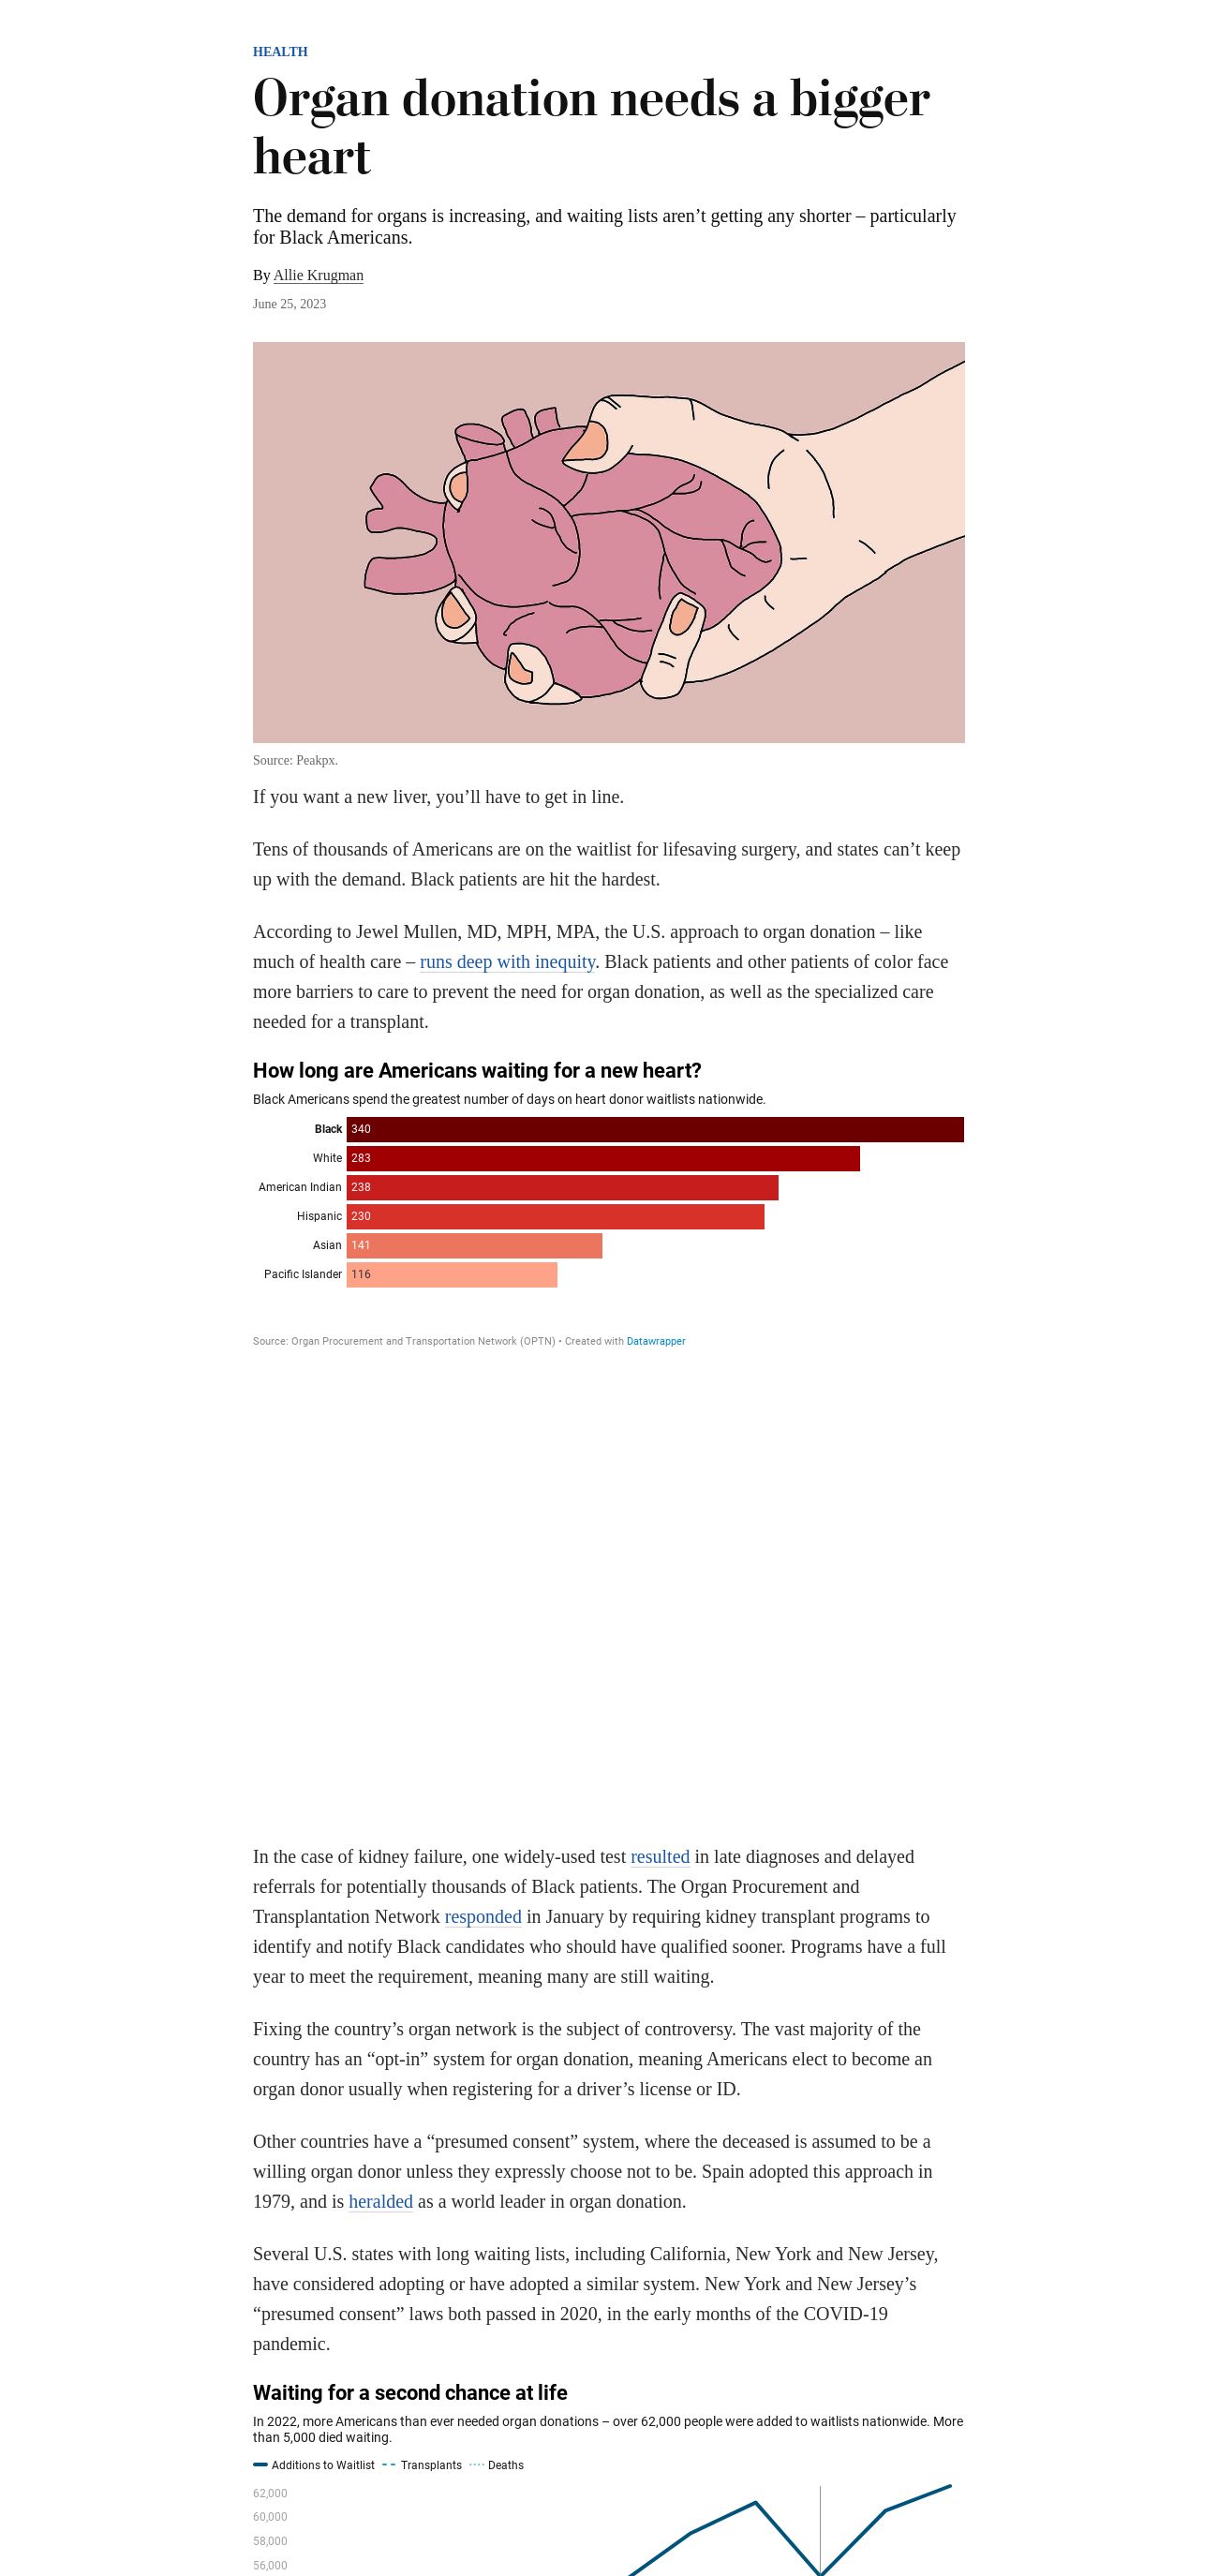 HEALTH
Organ donation needs a bigger
heart
The demand for organs is increasing, and waiting lists aren’t getting any shorter – particularly
for Black Americans.
By Allie Krugman
June 25, 2023
Source: Peakpx.
If you want a new liver, you’ll have to get in line.
Tens of thousands of Americans are on the waitlist for lifesaving surgery, and states can’t keep
up with the demand. Black patients are hit the hardest.
According to Jewel Mullen, MD, MPH, MPA, the U.S. approach to organ donation – like
much of health care – runs deep with inequity. Black patients and other patients of color face
more barriers to care to prevent the need for organ donation, as well as the specialized care
needed for a transplant.
How long are Americans waiting for a new heart?
Black Americans spend the greatest number of days on heart donor waitlists nationwide.
Black 340
White 283
American Indian 238
Hispanic 230
Asian 141
Pacific Islander 116
Source: Organ Procurement and Transportation Network (OPTN) • Created with Datawrapper
In the case of kidney failure, one widely-used test resulted in late diagnoses and delayed
referrals for potentially thousands of Black patients. The Organ Procurement and
Transplantation Network responded in January by requiring kidney transplant programs to
identify and notify Black candidates who should have qualified sooner. Programs have a full
year to meet the requirement, meaning many are still waiting.
Fixing the country’s organ network is the subject of controversy. The vast majority of the
country has an “opt-in” system for organ donation, meaning Americans elect to become an
organ donor usually when registering for a driver’s license or ID.
Other countries have a “presumed consent” system, where the deceased is assumed to be a
willing organ donor unless they expressly choose not to be. Spain adopted this approach in
1979, and is heralded as a world leader in organ donation.
Several U.S. states with long waiting lists, including California, New York and New Jersey,
have considered adopting or have adopted a similar system. New York and New Jersey’s
“presumed consent” laws both passed in 2020, in the early months of the COVID-19
pandemic.
Waiting for a second chance at life
In 2022, more Americans than ever needed organ donations – over 62,000 people were added to waitlists nationwide. More
than 5,000 died waiting.
Additions to Waitlist Transplants Deaths
62,000
60,000
58,000
56,000